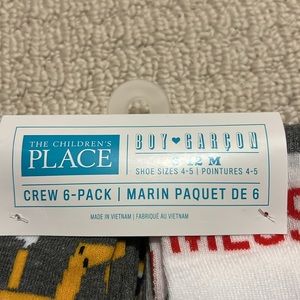 THE CHILDREN'S
PLACE
BOY ♥ GARÇON
12 M
SHOE SIZES 4-5 | POINTURES 4-5
CREW 6-PACK | MARIN PAQUET DE 6
MADE IN VIETNAM | FABRIQUÉ AU VIETNAM